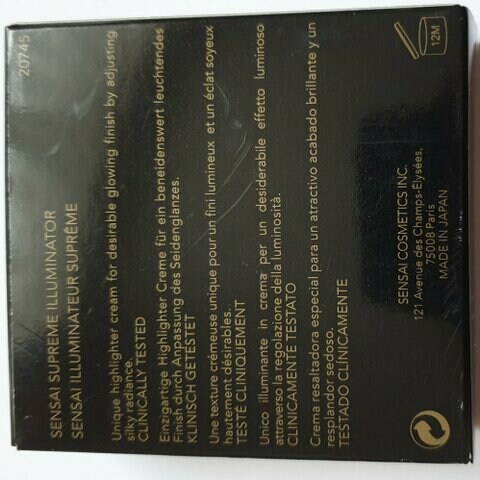 20745
SENSAI SUPREME ILLUMINATOR
SENSAI ILLUMINATEUR SUPRÊME
Unique highlighter cream for desirable glowing finish by adjusting
silky radiance.
CLINICALLY TESTED
Einzigartige Highlighter Creme für ein beneidenswert leuchtendes
Finish durch Anpassung des Seidenglanzes.
KLINISCH GETESTET
Une texture crémeuse unique pour un fini lumineux et un éclat soyeux
hautement désirables.
TESTÉ CLINIQUEMENT
Unico illuminante in crema per un desiderabile effetto luminoso
attraverso la regolazione della luminosità.
CLINICAMENTE TESTATO
Crema resaltadora especial para un atractivo acabado brillante y un
resplandor sedoso.
TESTADO CLÍNICAMENTE
SENSAI COSMETICS INC.
121 Avenue des Champs-Élysées,
75008 Paris
MADE IN JAPAN
12M